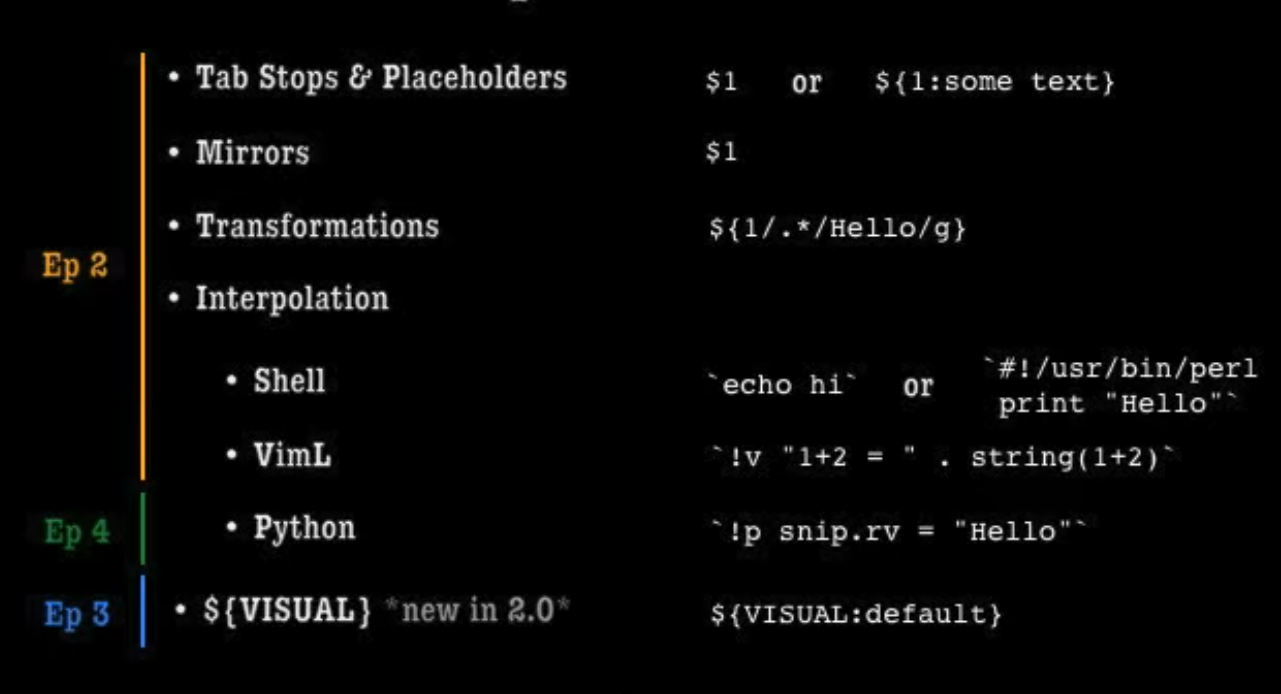 • Tab Stops & Placeholders $1 or ${1:some text}
• Mirrors $1
• Transformations ${1/.*/Hello/g}
Ep 2
• Interpolation
• Shell `echo hi` or `#!/usr/bin/perl
print "Hello"`
• VimL `!v "1+2 = " . string(1+2)`
Ep 4 • Python `!p snip.rv = "Hello"`
Ep 3 • ${VISUAL} *new in 2.0* ${VISUAL:default}